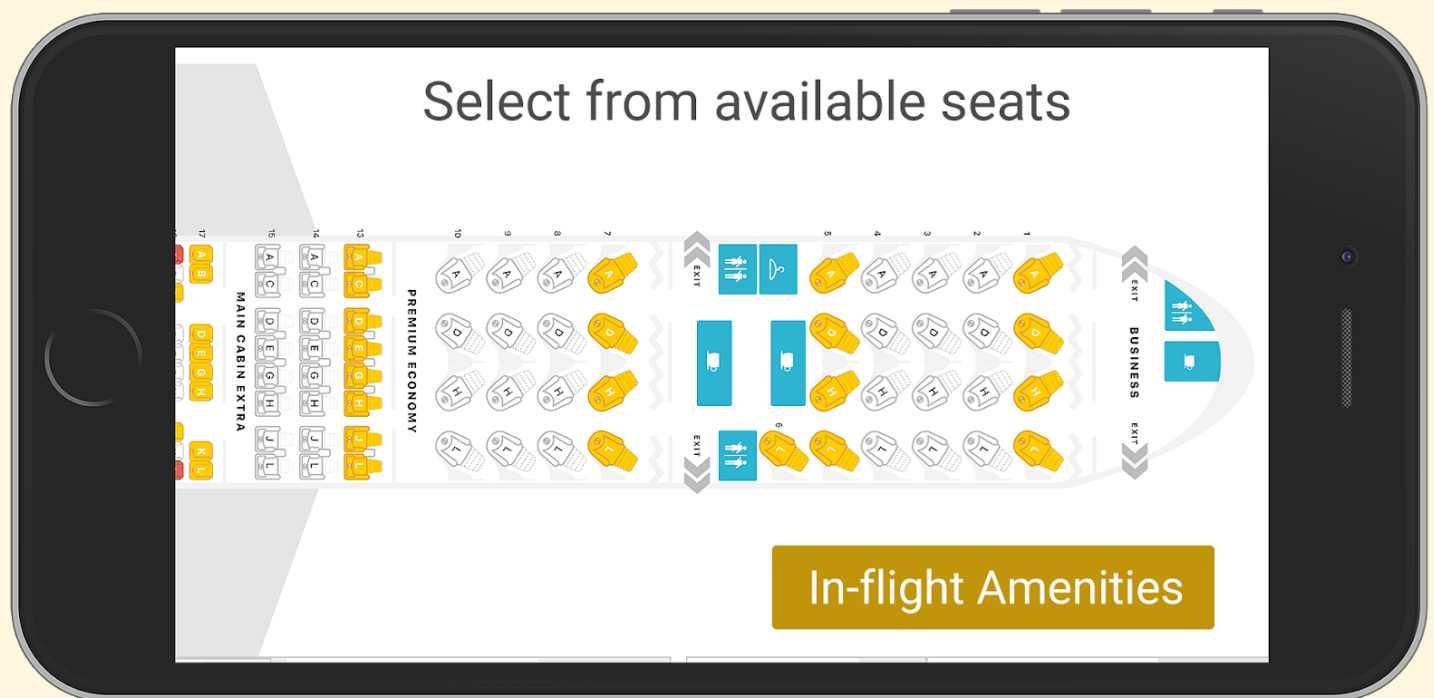 Select from available seats
17 15 14 13 10 9 8 7 5 4 3 2 1
A A A A A A A A A A A A A
B C C C
EXIT EXIT
D D D D D D D D D D D D D
E E E E
MAIN CABIN EXTRA PREMIUM ECONOMY BUSINESS
G G G G
H H H H H H H H H H H H H
EXIT 6 EXIT
K J J J
L L L L L L L L L L L L L L
In-flight Amenities